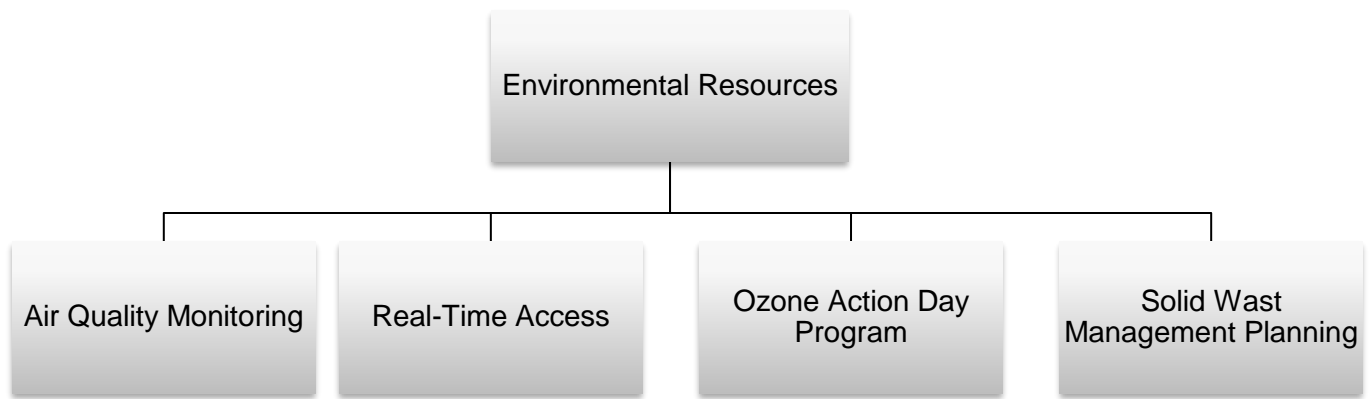 Environmental Resources
Air Quality Monitoring
Real-Time Access
Ozone Action Day
Program
Solid Wast
Management Planning